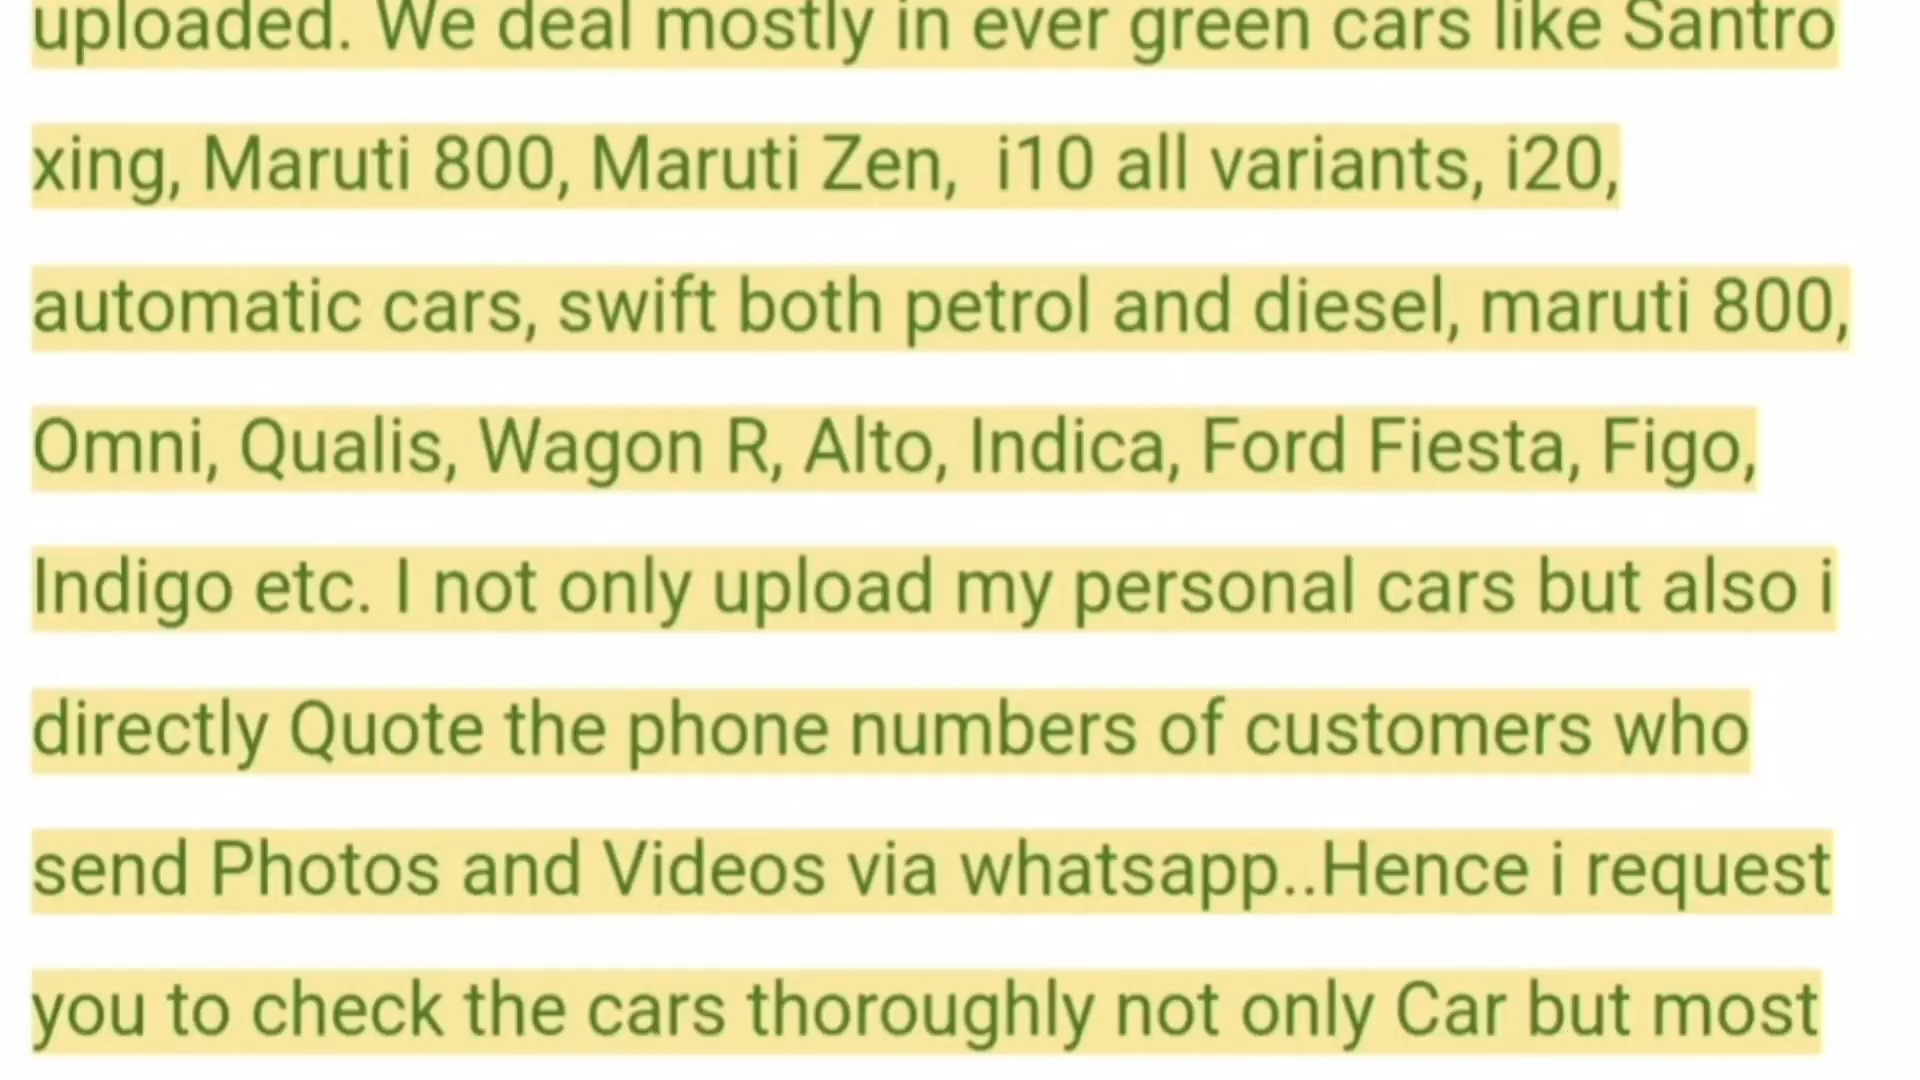 uploaded. We deal mostly in ever green cars like Santro
xing, Maruti 800, Maruti Zen,  i10 all variants, i20,
automatic cars, swift both petrol and diesel, maruti 800,
Omni, Qualis, Wagon R, Alto, Indica, Ford Fiesta, Figo,
Indigo etc. I not only upload my personal cars but also i
directly Quote the phone numbers of customers who
send Photos and Videos via whatsapp..Hence i request
you to check the cars thoroughly not only Car but most